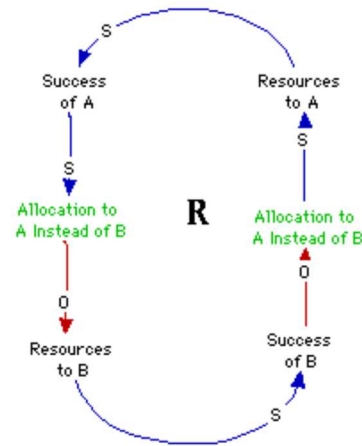 S
Success
of A
Resources
to A
S
S
Allocation to
A Instead of B
R
Allocation to
A Instead of B
O
O
Resources
to B
Success
of B
S